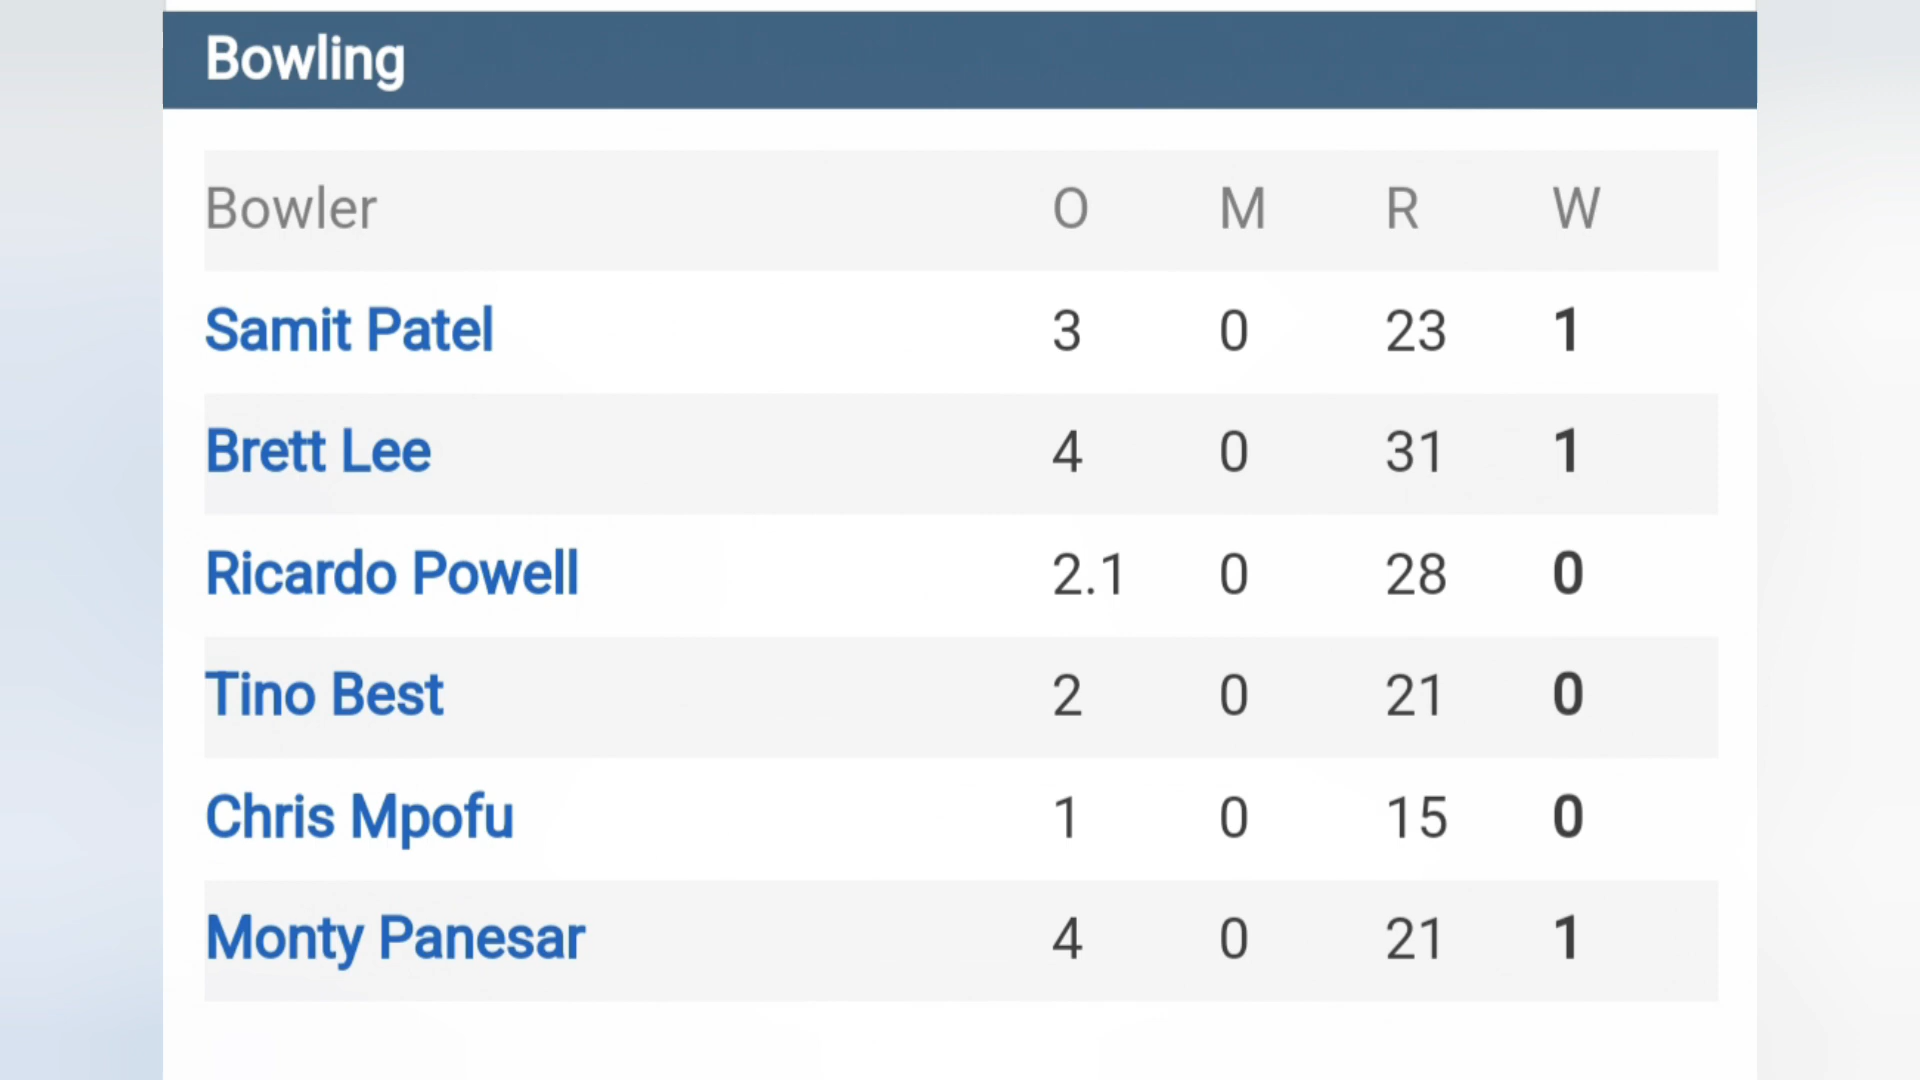 Bowling
Bowler O M R W
Samit Patel 3 0 23 1
Brett Lee 4 0 31 1
Ricardo Powell 2.1 0 28 0
Tino Best 2 0 21 0
Chris Mpofu 1 0 15 0
Monty Panesar 4 0 21 1